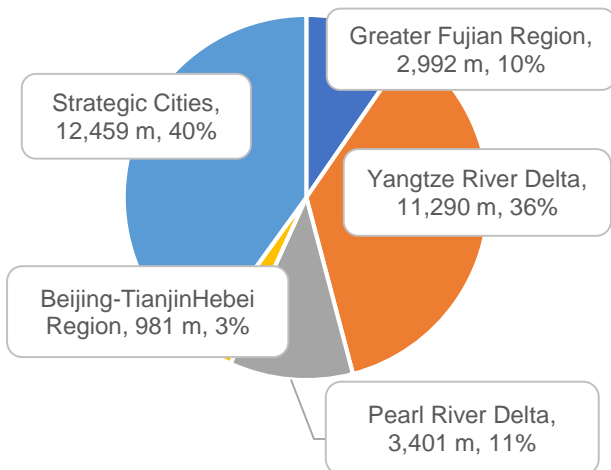 Greater Fujian Region,
2,992 m, 10%
Strategic Cities,
12,459 m, 40%
Yangtze River Delta,
11,290 m, 36%
Beijing-TianjinHebei
Region, 981 m, 3%
Pearl River Delta,
3,401 m, 11%